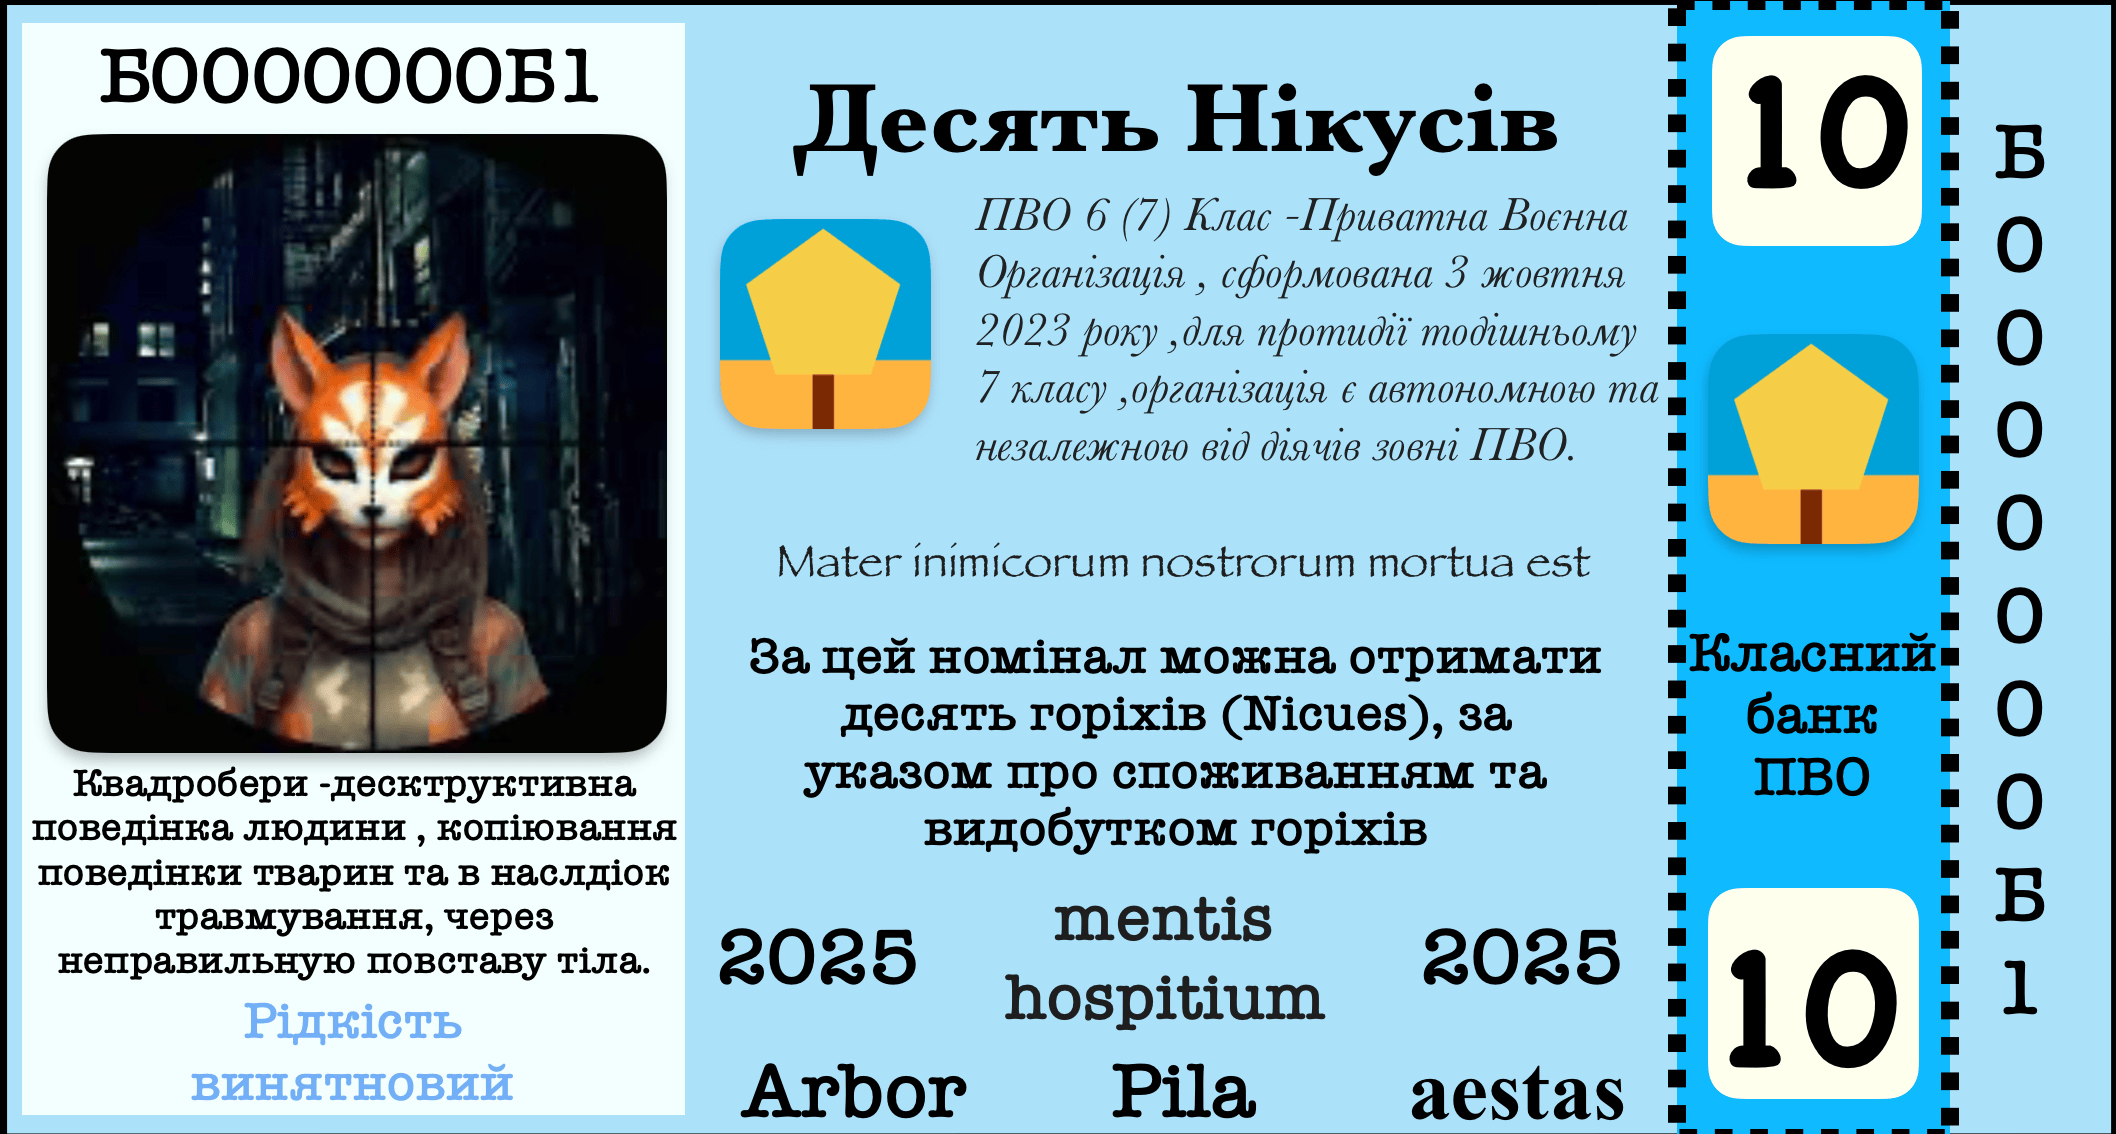 Б0000000Б1
Квадробери -десктруктивна
поведінка людини , копіювання
поведінки тварин та в наслдіок
травмування, через
неправильную повставу тіла.
Рідкість
винятновий
Десять Нікусів
ПВО 6 (7) Клас -Приватна Воєнна
Організація , сформована 3 жовтня
2023 року ,для протидії тодішньому
7 класу ,організація є автономною та
незалежною від діячів зовні ПВО.
Mater inimicorum nostrorum mortua est
За цей номінал можна отримати
десять горіхів (Nicues), за
указом про споживанням та
видобутком горіхів
2025
mentis
hospitium
2025
Arbor
Pila
aestas
10
Класний
банк
ПВО
10
Б
0
0
0
0
0
0
0
Б
1